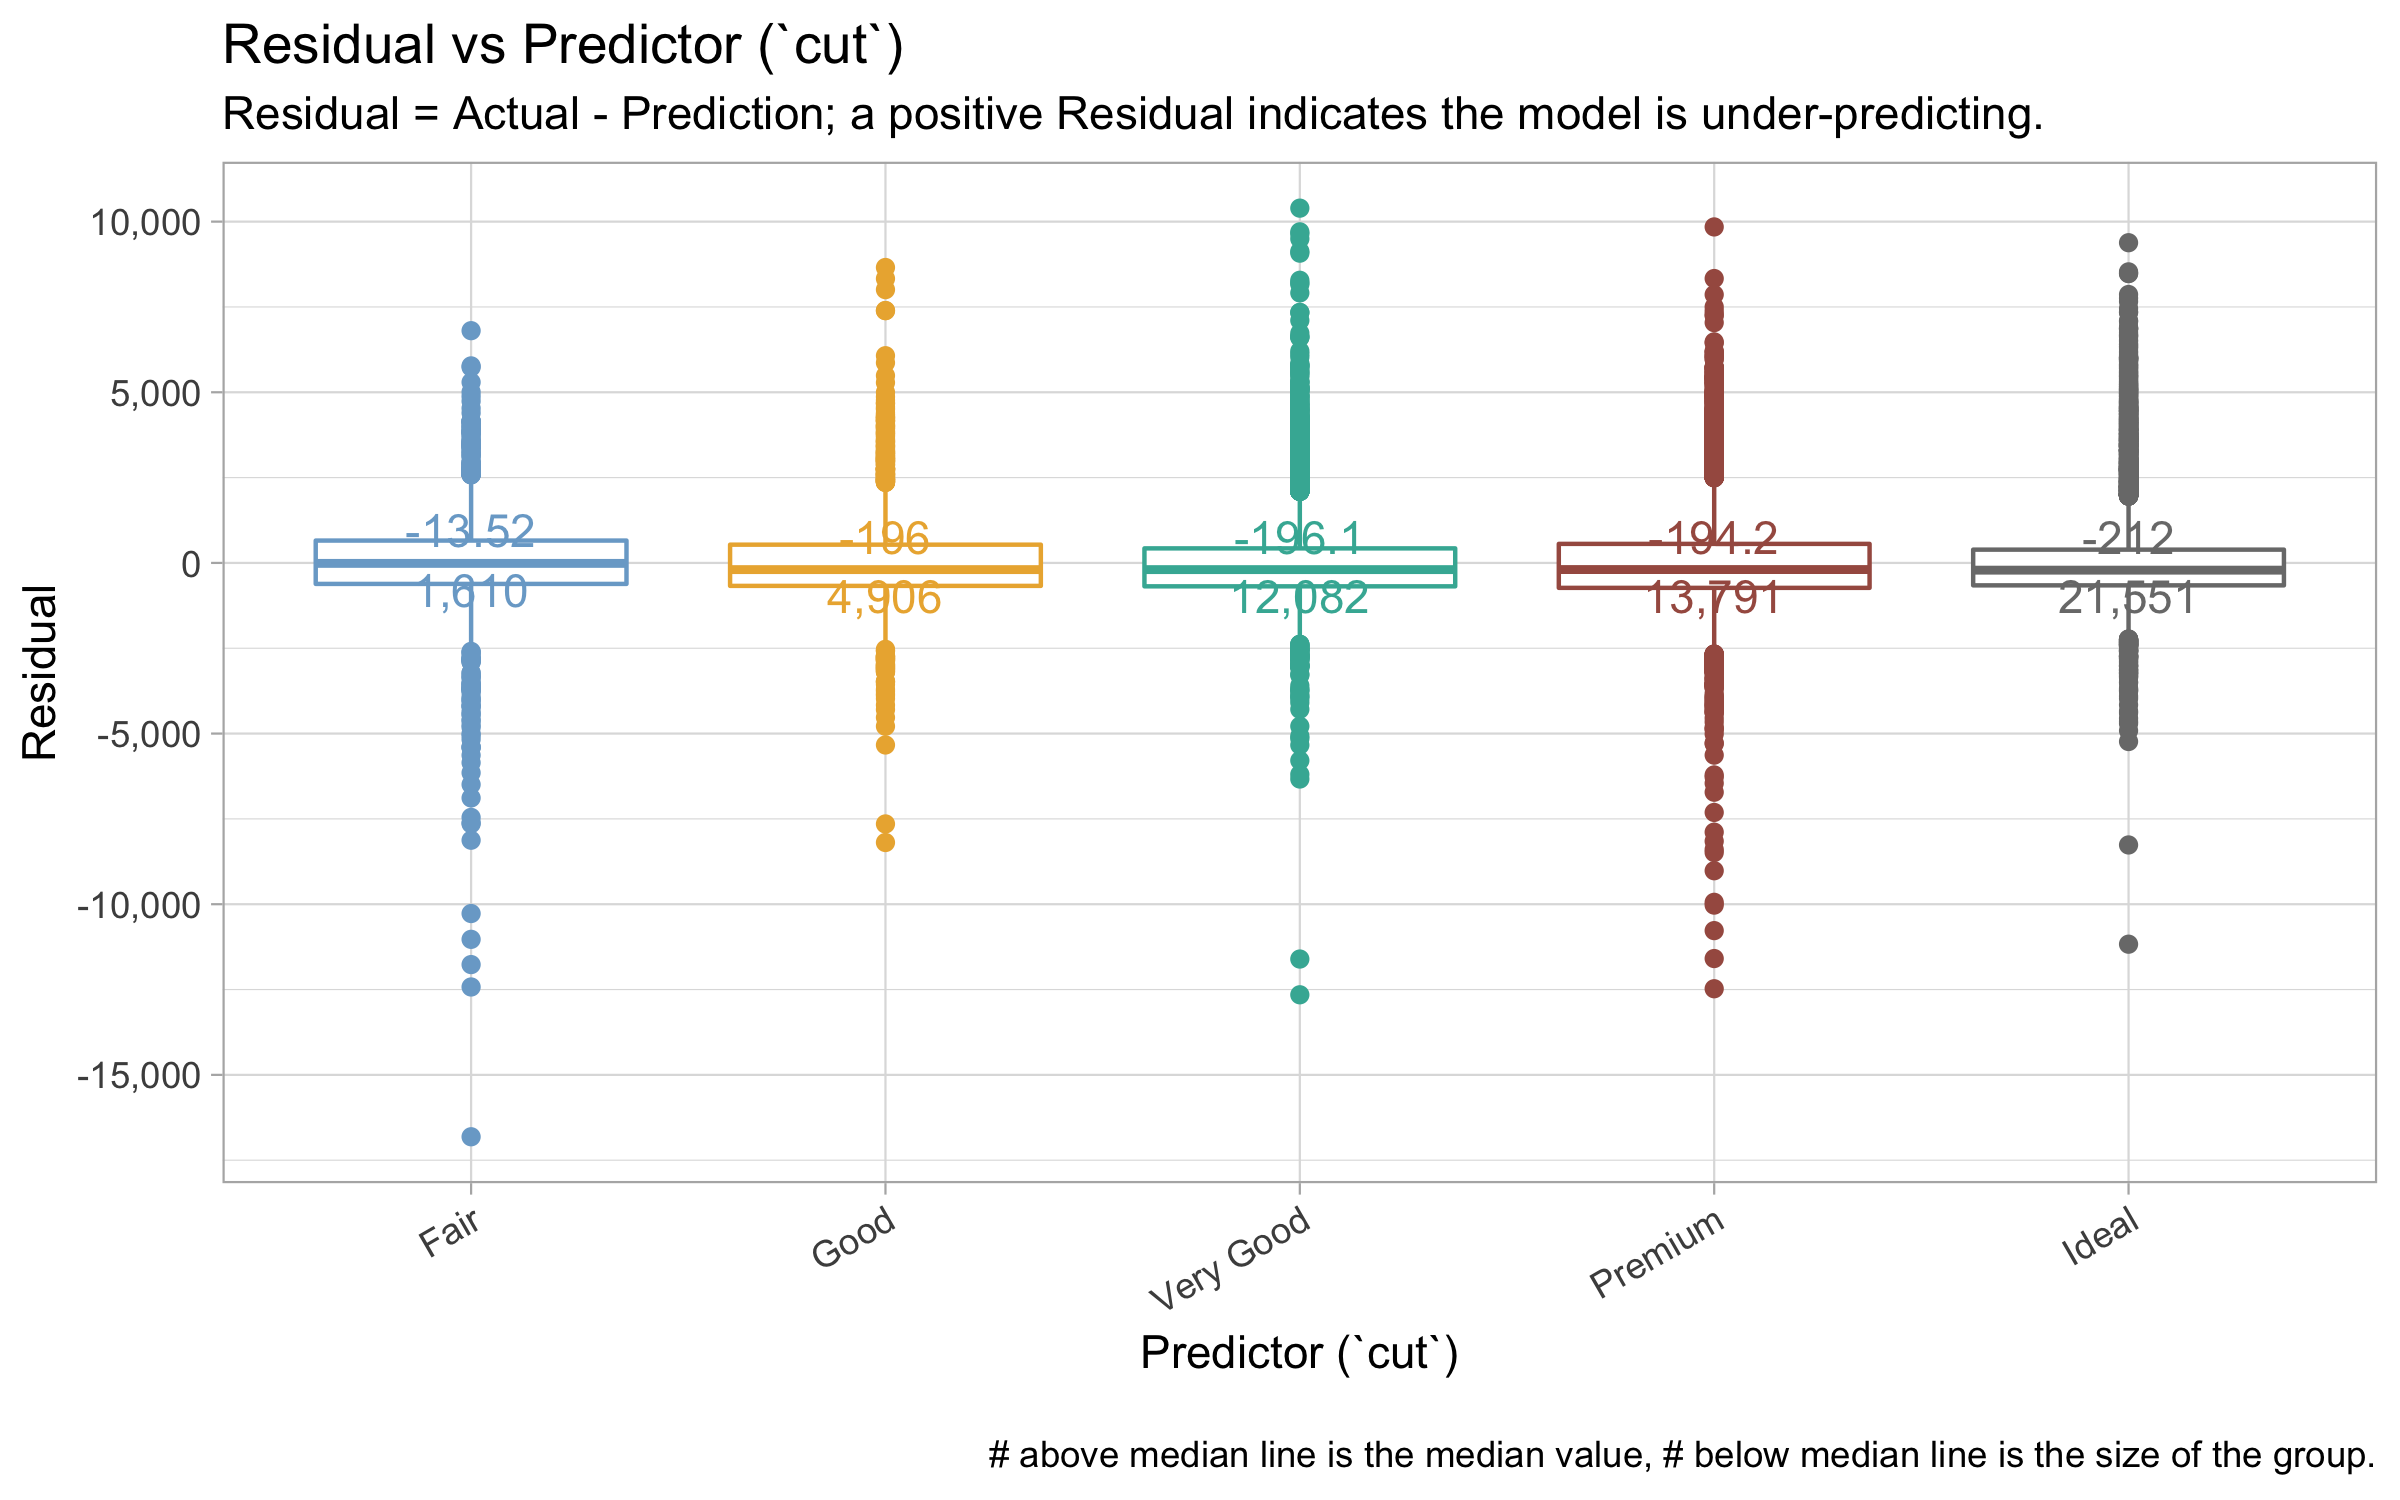 Residual vs Predictor (`cut`)
Residual = Actual - Prediction; a positive Residual indicates the model is under-predicting.
Residual
10,000
5,000
0
-5,000
-10,000
-15,000
-13.52
-196
-196.1
-194.2
-212
1,610
4,906
12,082
13,791
21,551
Fair
Good
Very Good
Premium
Ideal
Predictor (`cut`)
# above median line is the median value, # below median line is the size of the group.